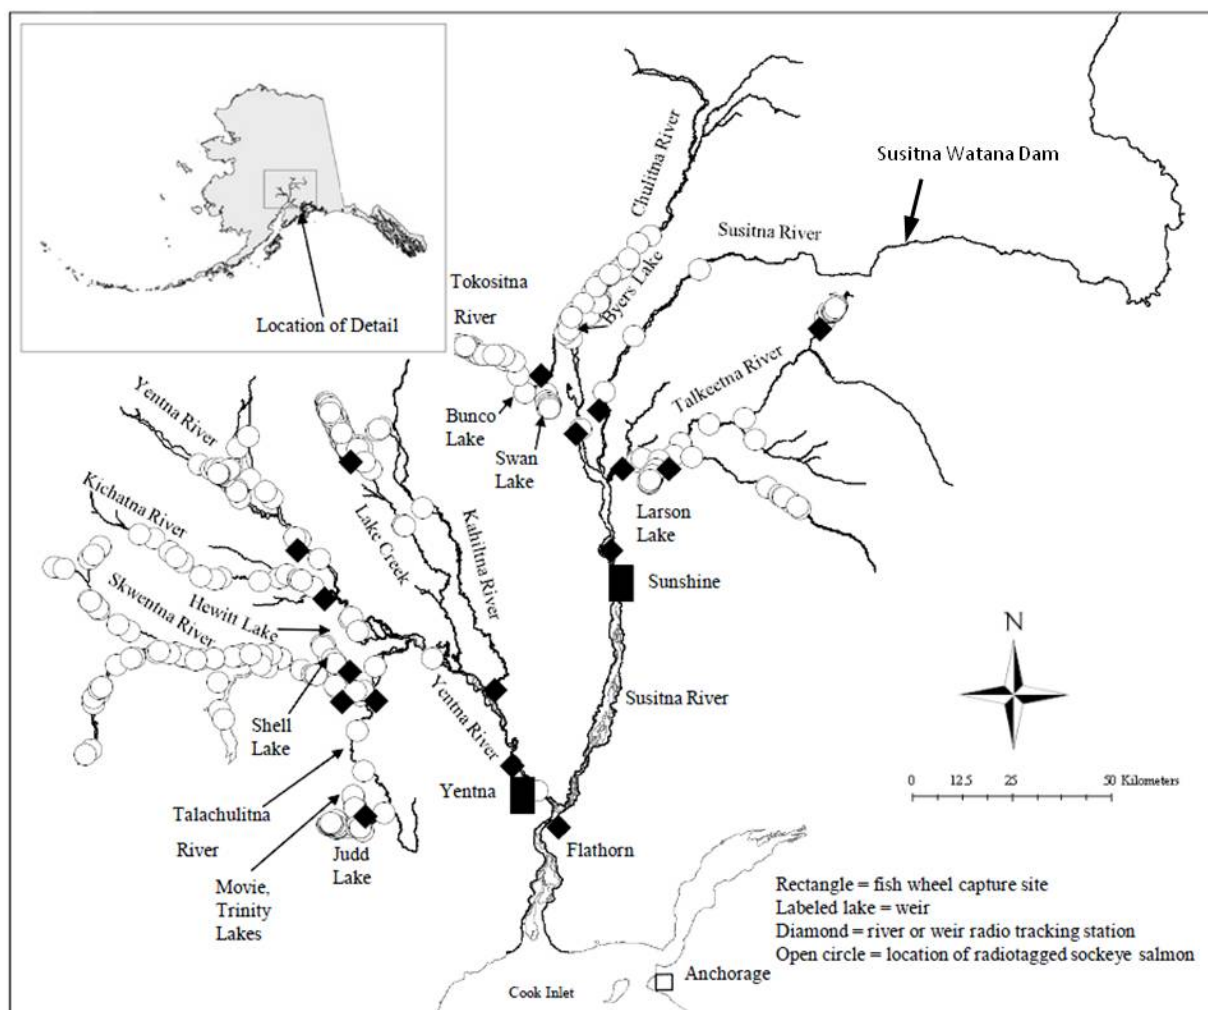 Location of Detail
Chulitna River
Susitna Watana Dam
Susitna River
Byers Lake
Tokositna
River
Talkeetna River
Bunco
Lake
Swan
Lake
Larson
Lake
Sunshine
Yentna River
Kichatna River
Lake Creek
Kahiltna River
Hewitt Lake
Skwentna River
Shell
Lake
Yentna River
Susitna River
Yentna
Talachulitna
River
Judd
Lake
Movie,
Trinity
Lakes
Flathorn
N
0 12.5 25 50 Kilometers
Rectangle = fish wheel capture site
Labeled lake = weir
Diamond = river or weir radio tracking station
Open circle = location of radiotagged sockeye salmon
Anchorage
Cook Inlet